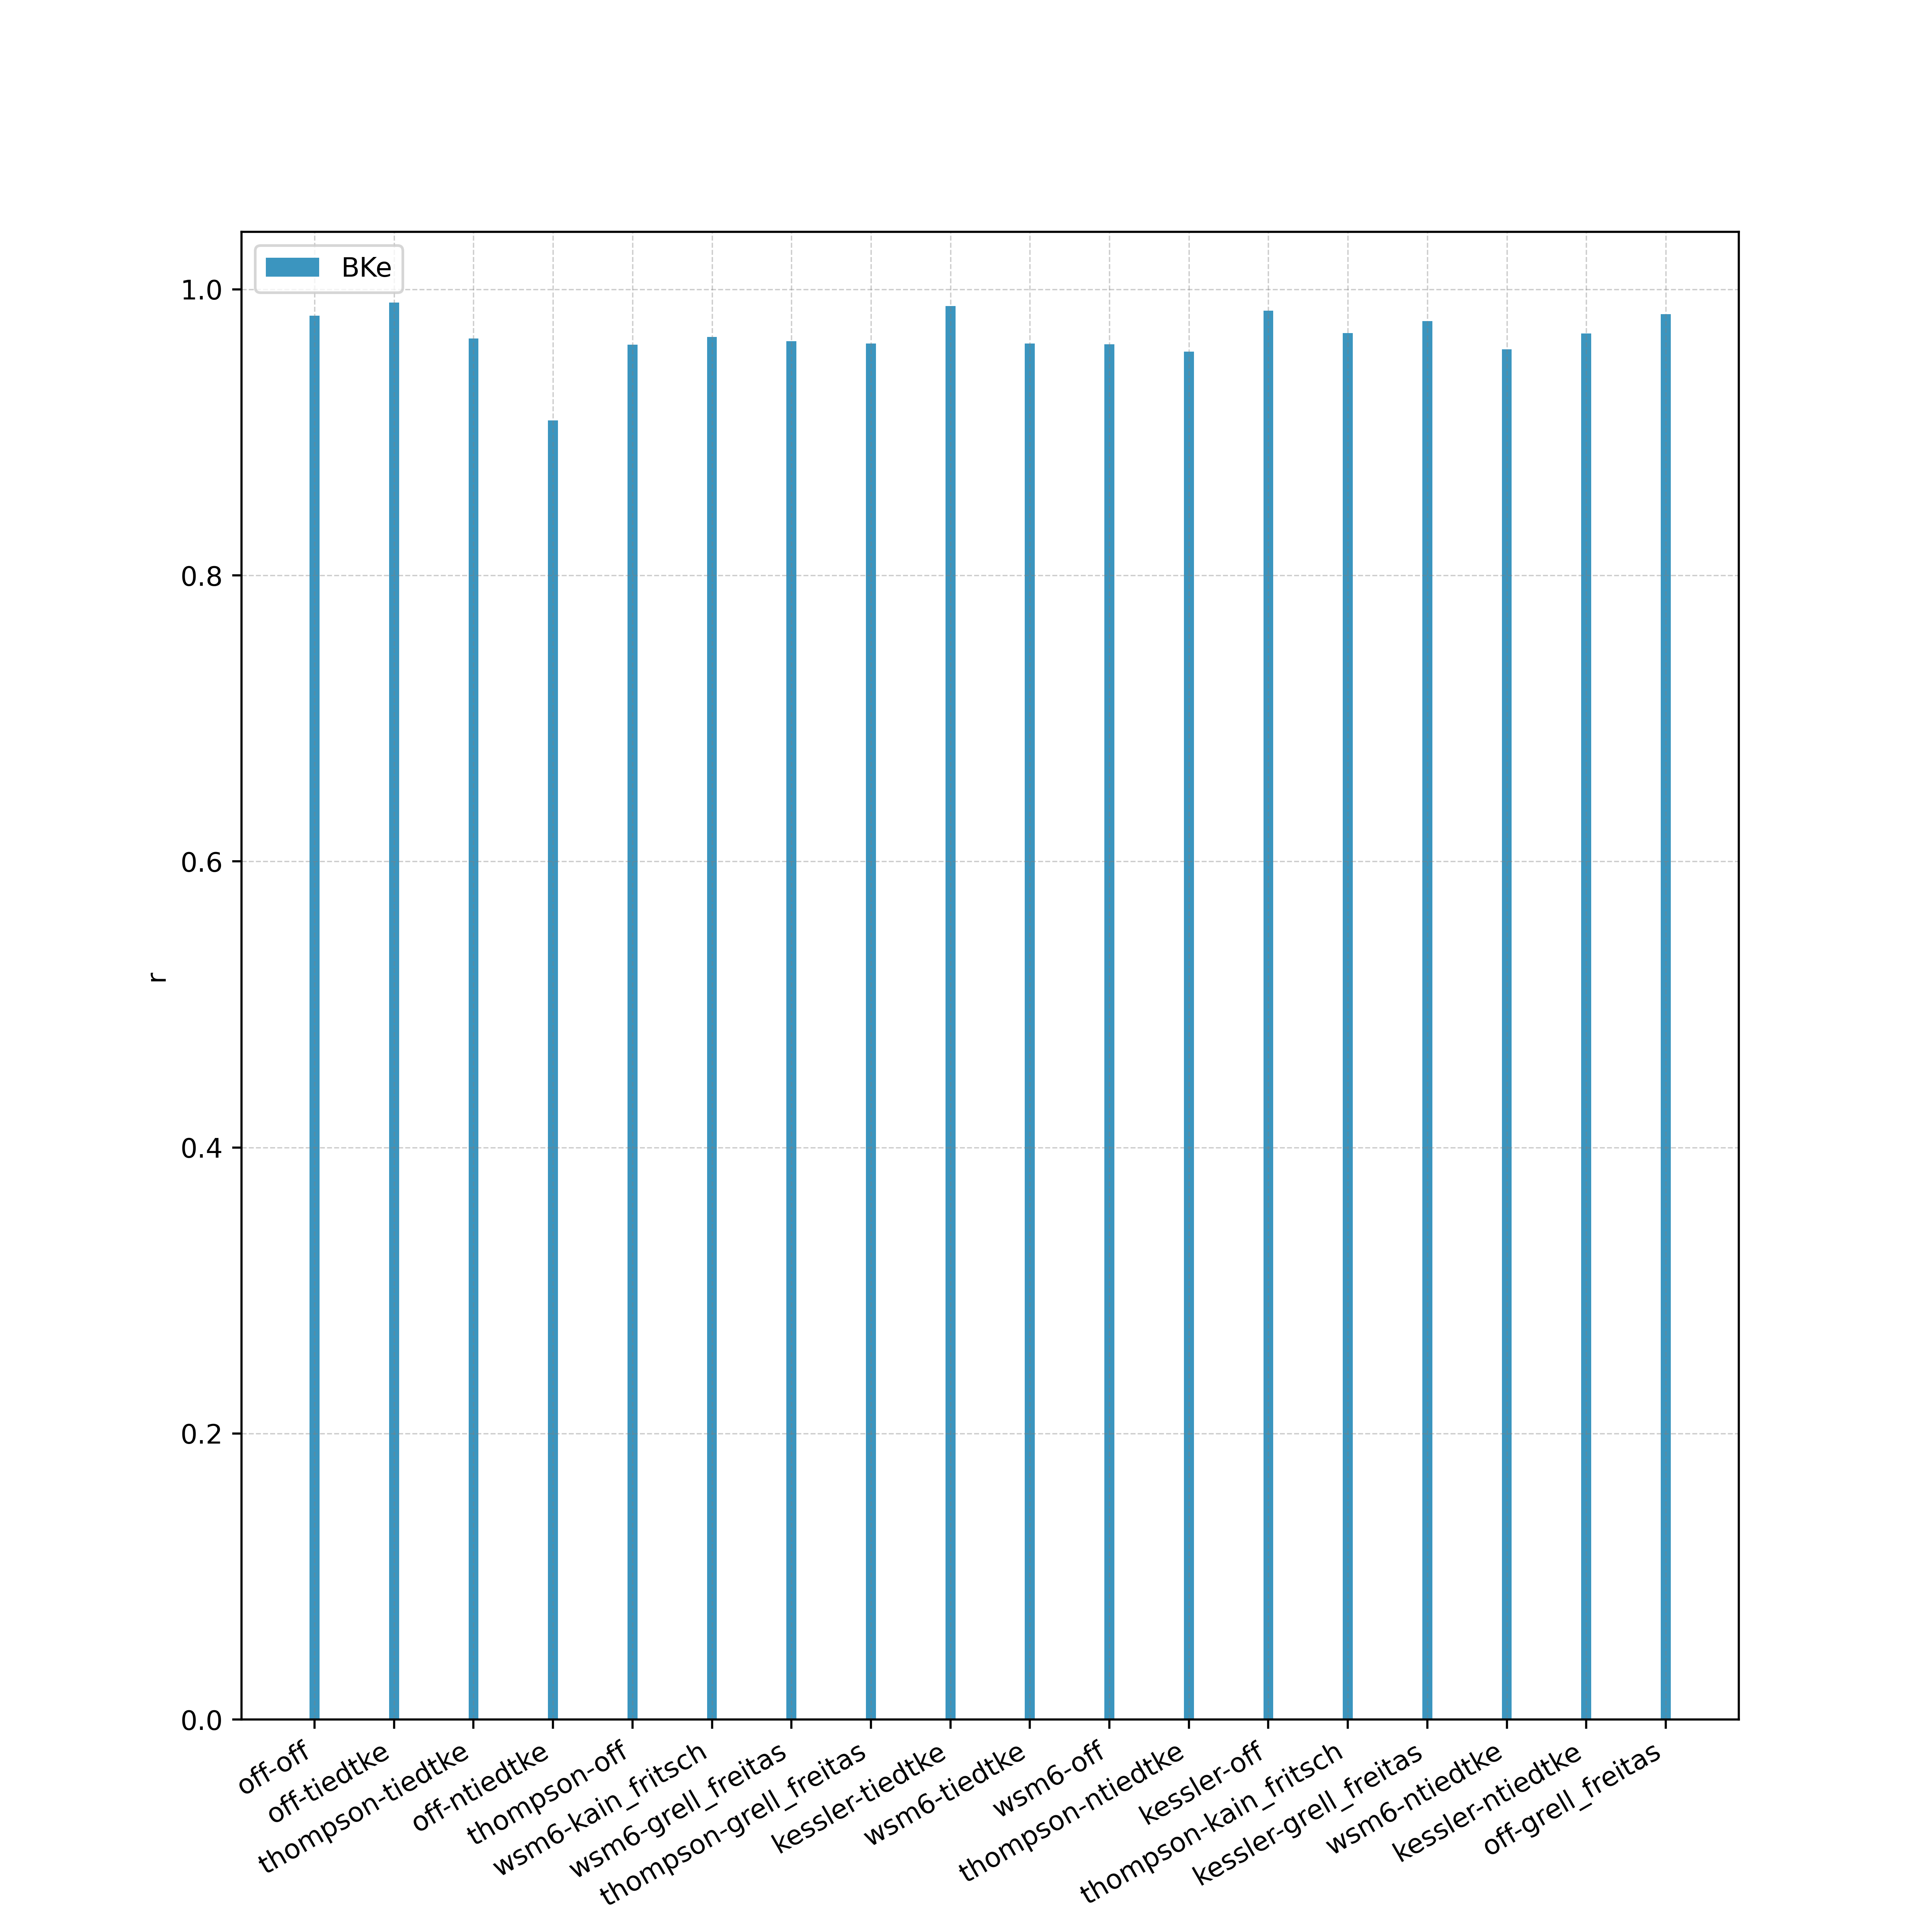 BKe
1.0
0.8
0.6
0.4
0.2
0.0
r
off-off
off-tiedtke
thompson-tiedtke
off-ntiedtke
thompson-off
wsm6-kain_fritsch
wsm6-grell_freitas
thompson-grell_freitas
kessler-tiedtke
wsm6-tiedtke
wsm6-off
thompson-ntiedtke
kessler-off
thompson-kain_fritsch
kessler-grell_freitas
wsm6-ntiedtke
kessler-ntiedtke
off-grell_freitas